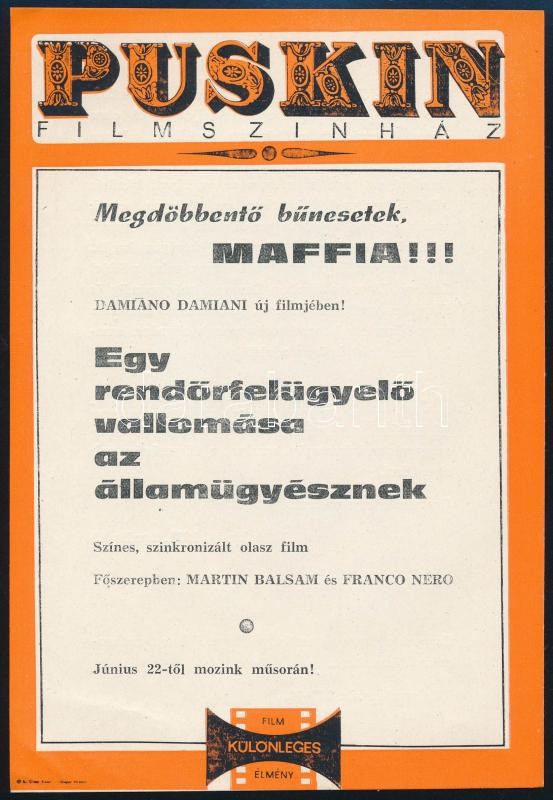 PUSKIN
FILMSZINHÁZ
Megdöbbentő bűnesetek,
MAFFIA!!!
DAMIANO DAMIANI új filmjében!
Egy
rendőrfelügyelő
vallomása
az
államügyésznek
Színes, szinkronizált olasz film
Főszerepben: MARTIN BALSAM és FRANCO NERO
Június 22-től mozink műsorán!
FILM
KÜLÖNLEGES
ÉLMÉNY